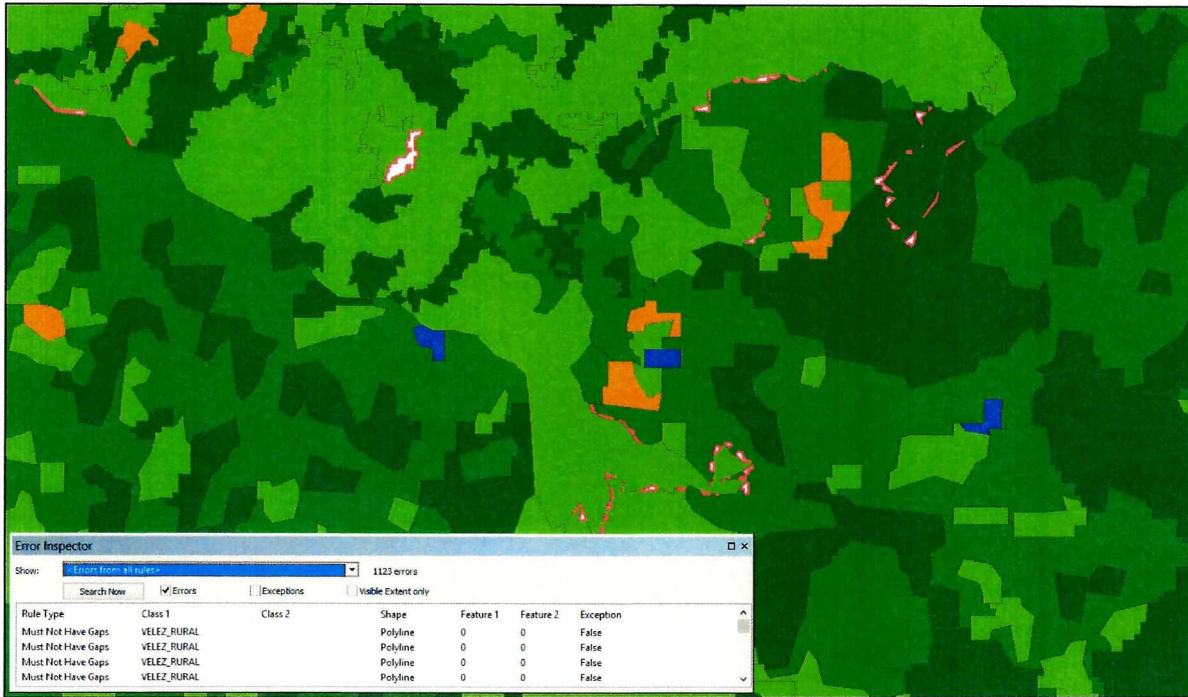 Error Inspector
Show: <Errors from all rules> 1123 errors
Search Now Errors Exceptions Visible Extent only
Rule Type Class 1 Class 2 Shape Feature 1 Feature 2 Exception
Must Not Have Gaps VELEZ_RURAL Polyline 0 0 False
Must Not Have Gaps VELEZ_RURAL Polyline 0 0 False
Must Not Have Gaps VELEZ_RURAL Polyline 0 0 False
Must Not Have Gaps VELEZ_RURAL Polyline 0 0 False